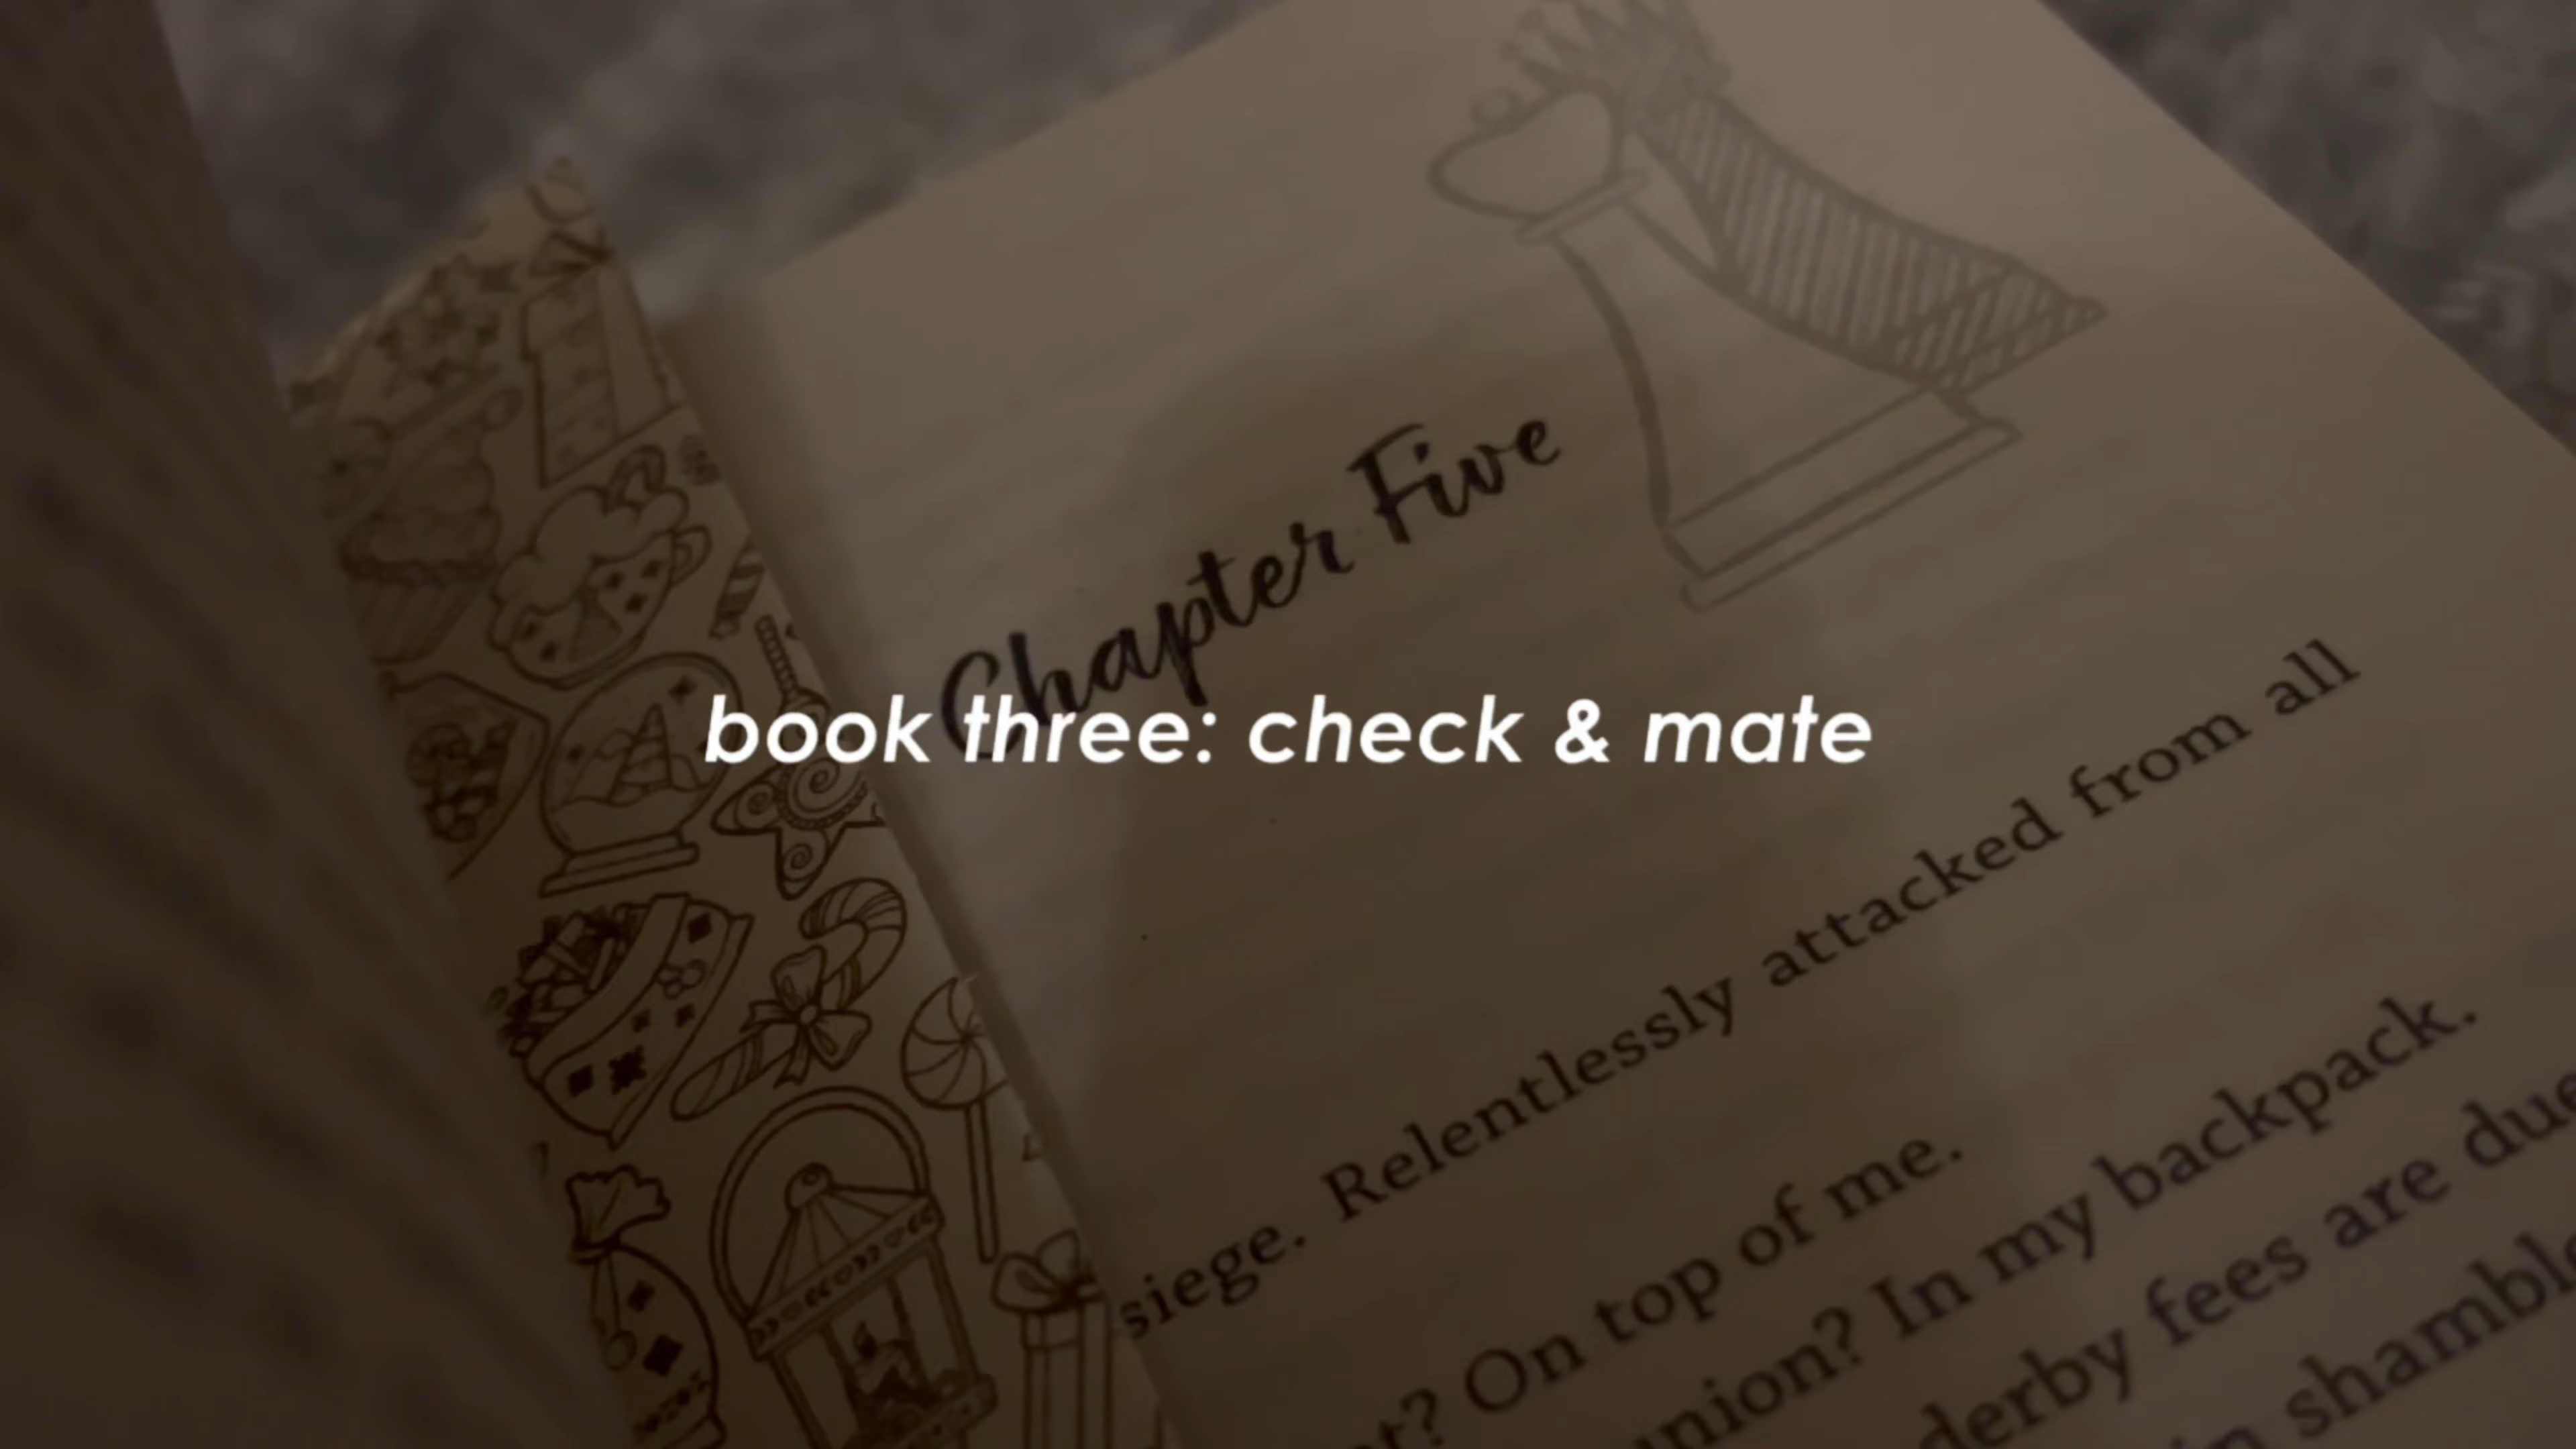 Chapter Five
book three: check & mate
siege. Relentlessly attacked from all
On top of me.
In my backpack.
derby fees are due
in